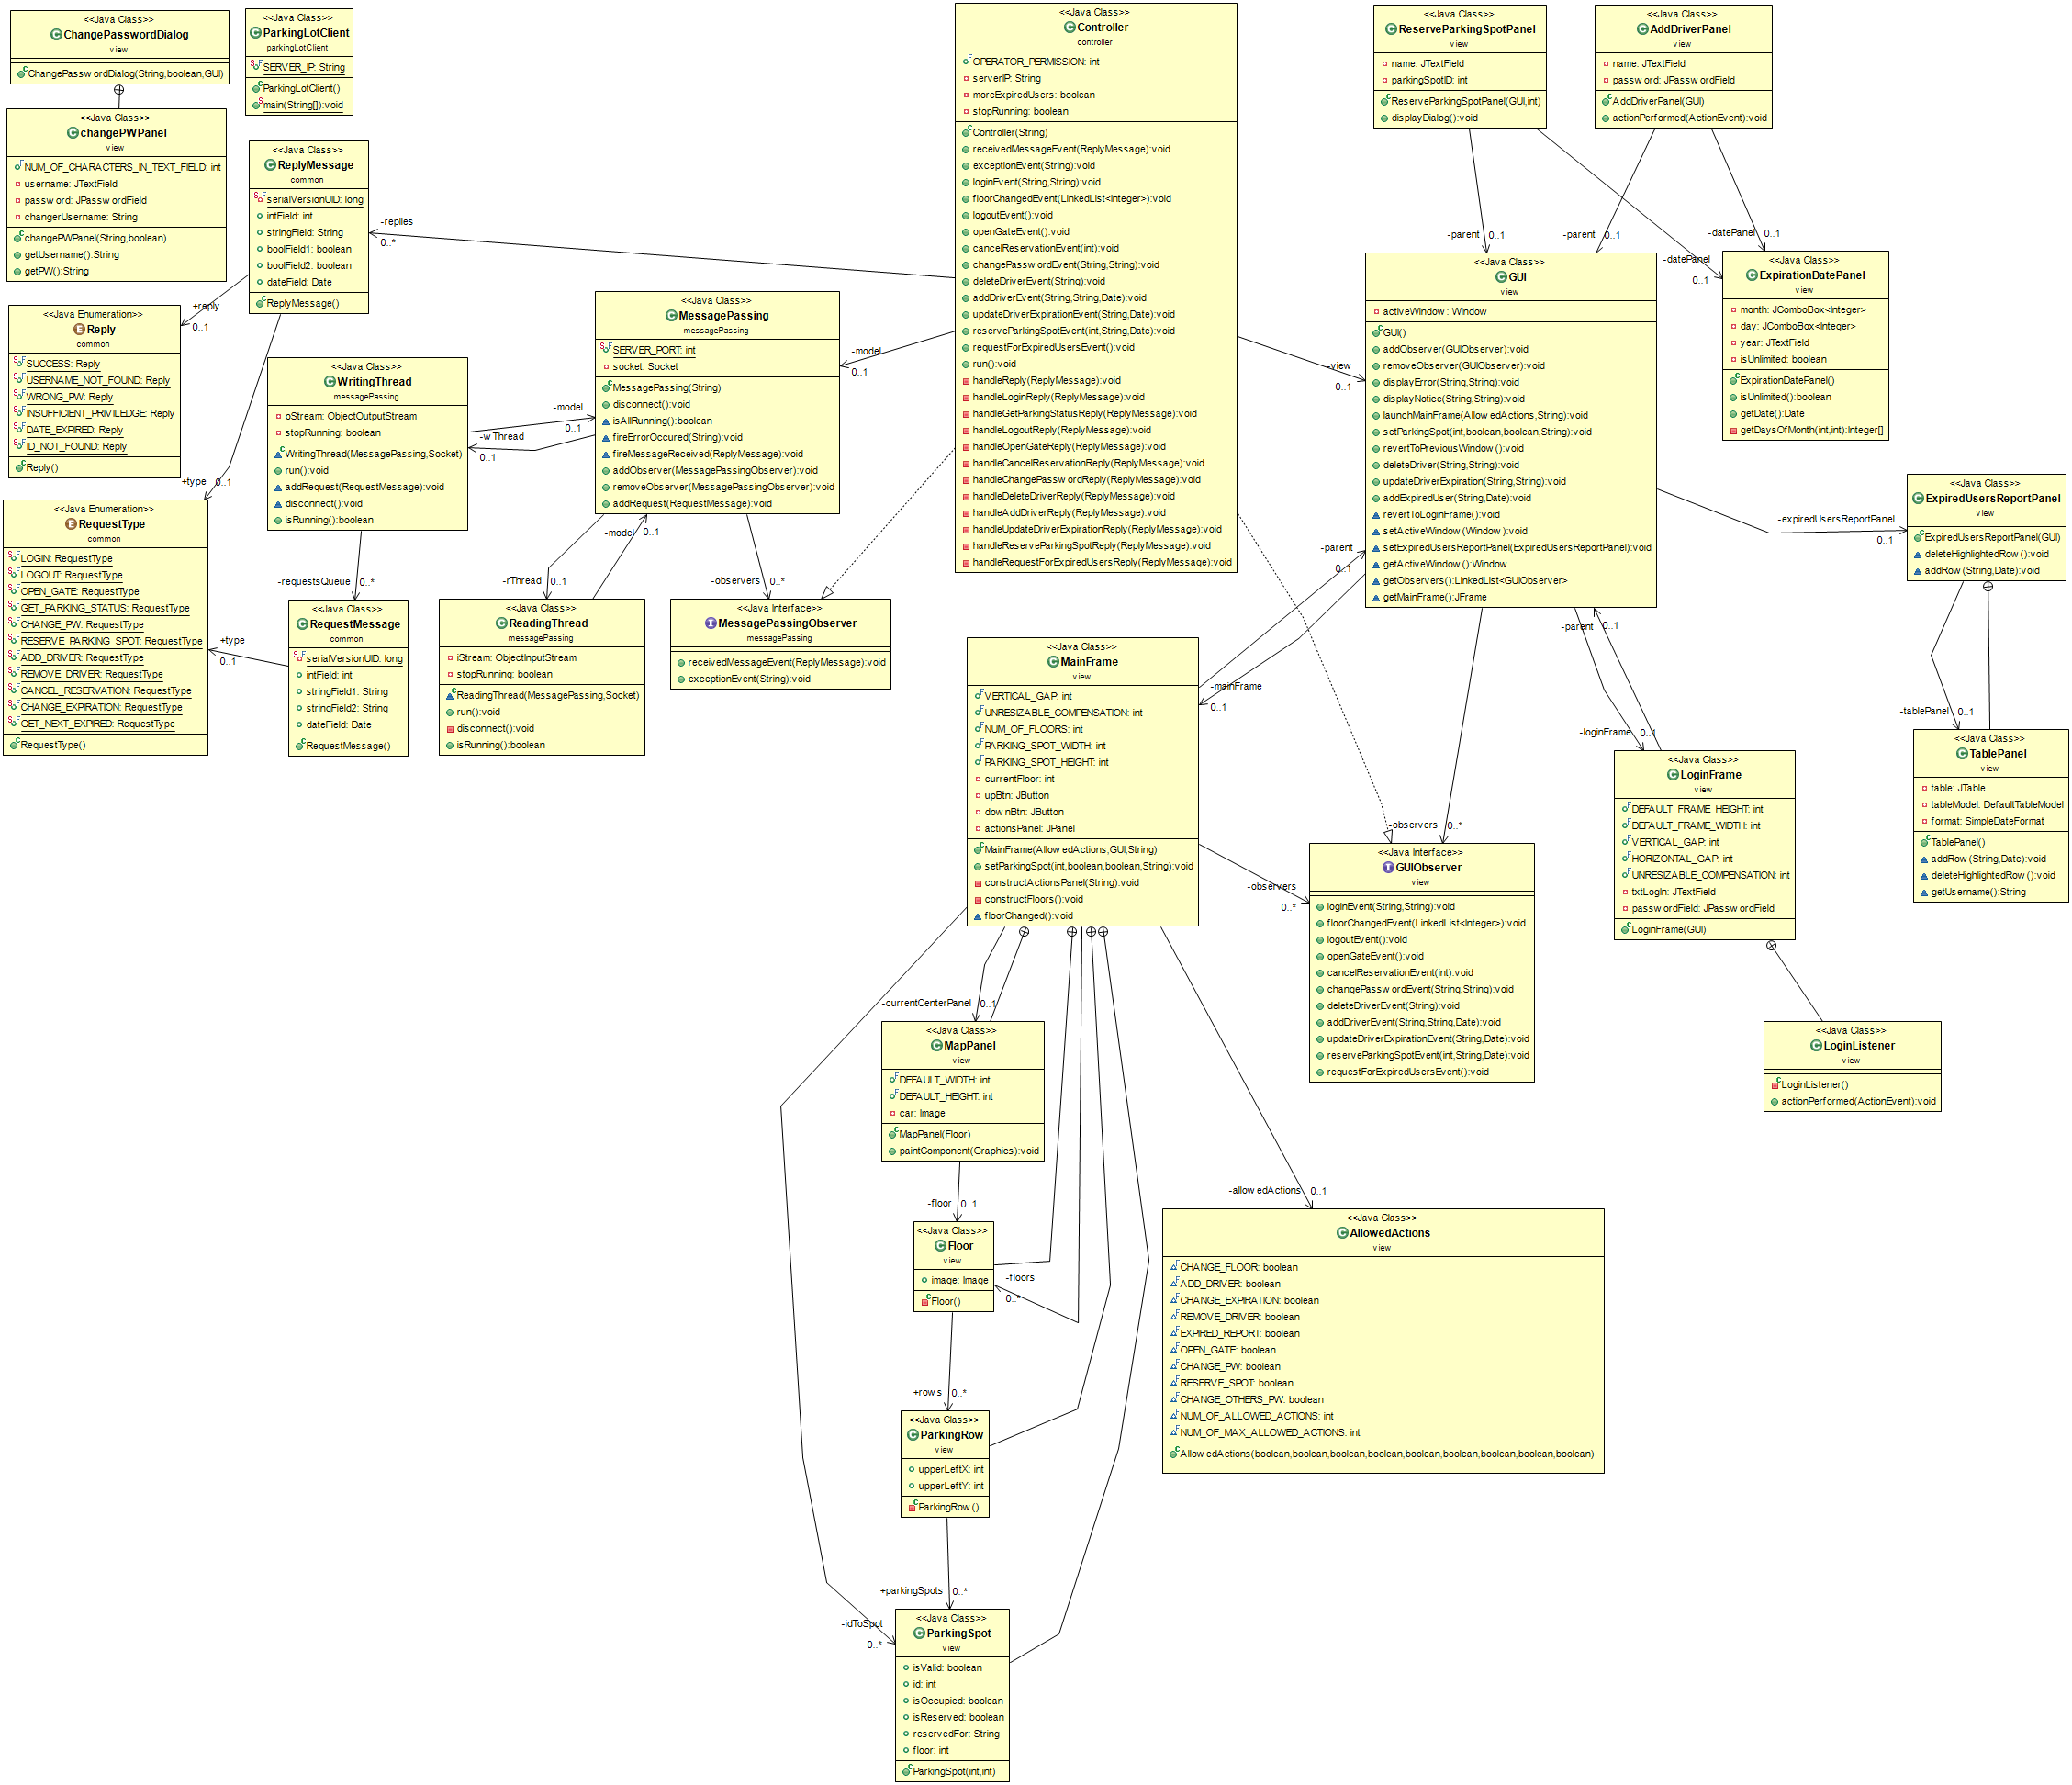 <<Java Class>>
ChangePasswordDialog
view
ChangePasswordDialog(String,boolean,GUI)
<<Java Class>>
changePWPanel
view
NUM_OF_CHARACTERS_IN_TEXT_FIELD: int
username: JTextField
password: JPasswordField
changerUsername: String
changePWPanel(String,boolean)
getUsername():String
getPW():String
<<Java Class>>
ParkingLotClient
parkingLotClient
SERVER_IP: String
ParkingLotClient()
main(String[]):void
<<Java Class>>
ReplyMessage
common
serialVersionUID: long
intField: int
stringField: String
boolField1: boolean
boolField2: boolean
dateField: Date
ReplyMessage()
-replies
0..*
+reply
0..1
<<Java Enumeration>>
Reply
common
SUCCESS: Reply
USERNAME_NOT_FOUND: Reply
WRONG_PW: Reply
INSUFFICIENT_PRIVILEDGE: Reply
DATE_EXPIRED: Reply
ID_NOT_FOUND: Reply
Reply()
+type
0..1
<<Java Enumeration>>
RequestType
common
LOGIN: RequestType
LOGOUT: RequestType
OPEN_GATE: RequestType
GET_PARKING_STATUS: RequestType
CHANGE_PW: RequestType
RESERVE_PARKING_SPOT: RequestType
ADD_DRIVER: RequestType
REMOVE_DRIVER: RequestType
CANCEL_RESERVATION: RequestType
CHANGE_EXPIRATION: RequestType
GET_NEXT_EXPIRED: RequestType
RequestType()
<<Java Class>>
WritingThread
messagePassing
oStream: ObjectOutputStream
stopRunning: boolean
WritingThread(MessagePassing,Socket)
run():void
addRequest(RequestMessage):void
disconnect():void
isRunning():boolean
-requestsQueue
0..*
<<Java Class>>
RequestMessage
common
serialVersionUID: long
intField: int
stringField1: String
stringField2: String
dateField: Date
RequestMessage()
+type
0..1
<<Java Class>>
MessagePassing
messagePassing
SERVER_PORT: int
socket: Socket
MessagePassing(String)
disconnect():void
isAllRunning():boolean
fireErrorOccured(String):void
fireMessageReceived(ReplyMessage):void
addObserver(MessagePassingObserver):void
removeObserver(MessagePassingObserver):void
addRequest(RequestMessage):void
-model
0..1
-wThread
0..1
-model
0..1
-rThread
0..1
-model
0..1
-observers
0..*
<<Java Class>>
ReadingThread
messagePassing
iStream: ObjectInputStream
stopRunning: boolean
ReadingThread(MessagePassing,Socket)
run():void
disconnect():void
isRunning():boolean
<<Java Interface>>
MessagePassingObserver
messagePassing
receivedMessageEvent(ReplyMessage):void
exceptionEvent(String):void
<<Java Class>>
Controller
controller
OPERATOR_PERMISSION: int
serverIP: String
moreExpiredUsers: boolean
stopRunning: boolean
Controller(String)
receivedMessageEvent(ReplyMessage):void
exceptionEvent(String):void
loginEvent(String,String):void
floorChangedEvent(LinkedList<Integer>):void
logoutEvent():void
openGateEvent():void
cancelReservationEvent(int):void
changePasswordEvent(String,String):void
deleteDriverEvent(String):void
addDriverEvent(String,String,Date):void
updateDriverExpirationEvent(String,Date):void
reserveParkingSpotEvent(int,String,Date):void
requestForExpiredUsersEvent():void
run():void
handleReply(ReplyMessage):void
handleLoginReply(ReplyMessage):void
handleGetParkingStatusReply(ReplyMessage):void
handleLogoutReply(ReplyMessage):void
handleOpenGateReply(ReplyMessage):void
handleCancelReservationReply(ReplyMessage):void
handleChangePasswordReply(ReplyMessage):void
handleDeleteDriverReply(ReplyMessage):void
handleAddDriverReply(ReplyMessage):void
handleUpdateDriverExpirationReply(ReplyMessage):void
handleReserveParkingSpotReply(ReplyMessage):void
handleRequestForExpiredUsersReply(ReplyMessage):void
-view
0..1
<<Java Class>>
ReserveParkingSpotPanel
view
name: JTextField
parkingSpotID: int
ReserveParkingSpotPanel(GUI,int)
displayDialog():void
<<Java Class>>
AddDriverPanel
view
name: JTextField
password: JPasswordField
AddDriverPanel(GUI)
actionPerformed(ActionEvent):void
-parent
0..1
-parent
0..1
-datePanel
0..1
-datePanel
0..1
<<Java Class>>
ExpirationDatePanel
view
month: JComboBox<Integer>
day: JComboBox<Integer>
year: JTextField
isUnlimited: boolean
ExpirationDatePanel()
isUnlimited():boolean
getDate():Date
getDaysOfMonth(int,int):Integer[]
<<Java Class>>
GUI
view
activeWindow: Window
GUI()
addObserver(GUIObserver):void
removeObserver(GUIObserver):void
displayError(String,String):void
displayNotice(String,String):void
launchMainFrame(AllowedActions,String):void
setParkingSpot(int,boolean,boolean,String):void
revertToPreviousWindow():void
deleteDriver(String,String):void
updateDriverExpiration(String,String):void
addExpiredUser(String,Date):void
revertToLoginFrame():void
setActiveWindow(Window):void
setExpiredUsersReportPanel(ExpiredUsersReportPanel):void
getActiveWindow():Window
getObservers():LinkedList<GUIObserver>
getMainFrame():JFrame
-expiredUsersReportPanel
0..1
<<Java Class>>
ExpiredUsersReportPanel
view
ExpiredUsersReportPanel(GUI)
deleteHighlightedRow():void
addRow(String,Date):void
-tablePanel
0..1
<<Java Class>>
TablePanel
view
table: JTable
tableModel: DefaultTableModel
format: SimpleDateFormat
TablePanel()
addRow(String,Date):void
deleteHighlightedRow():void
getUsername():String
-parent
0..1
-mainFrame
0..1
-parent
0..1
-loginFrame
0..1
<<Java Class>>
LoginFrame
view
DEFAULT_FRAME_HEIGHT: int
DEFAULT_FRAME_WIDTH: int
VERTICAL_GAP: int
HORIZONTAL_GAP: int
UNRESIZABLE_COMPENSATION: int
txtLogIn: JTextField
passwordField: JPasswordField
LoginFrame(GUI)
<<Java Class>>
LoginListener
view
LoginListener()
actionPerformed(ActionEvent):void
<<Java Class>>
MainFrame
view
VERTICAL_GAP: int
UNRESIZABLE_COMPENSATION: int
NUM_OF_FLOORS: int
PARKING_SPOT_WIDTH: int
PARKING_SPOT_HEIGHT: int
currentFloor: int
upBtn: JButton
downBtn: JButton
actionsPanel: JPanel
MainFrame(AllowedActions,GUI,String)
setParkingSpot(int,boolean,boolean,String):void
constructActionsPanel(String):void
constructFloors():void
floorChanged():void
-observers
0..*
-observers
0..*
<<Java Interface>>
GUIObserver
view
loginEvent(String,String):void
floorChangedEvent(LinkedList<Integer>):void
logoutEvent():void
openGateEvent():void
cancelReservationEvent(int):void
changePasswordEvent(String,String):void
deleteDriverEvent(String):void
addDriverEvent(String,String,Date):void
updateDriverExpirationEvent(String,Date):void
reserveParkingSpotEvent(int,String,Date):void
requestForExpiredUsersEvent():void
-currentCenterPanel
0..1
<<Java Class>>
MapPanel
view
DEFAULT_WIDTH: int
DEFAULT_HEIGHT: int
car: Image
MapPanel(Floor)
paintComponent(Graphics):void
-floor
0..1
<<Java Class>>
Floor
view
image: Image
Floor()
-floors
0..*
+rows
0..*
<<Java Class>>
ParkingRow
view
upperLeftX: int
upperLeftY: int
ParkingRow()
+parkingSpots
0..*
-idToSpot
0..*
<<Java Class>>
ParkingSpot
view
isValid: boolean
id: int
isOccupied: boolean
isReserved: boolean
reservedFor: String
floor: int
ParkingSpot(int,int)
-allowedActions
0..1
<<Java Class>>
AllowedActions
view
CHANGE_FLOOR: boolean
ADD_DRIVER: boolean
CHANGE_EXPIRATION: boolean
REMOVE_DRIVER: boolean
EXPIRED_REPORT: boolean
OPEN_GATE: boolean
CHANGE_PW: boolean
RESERVE_SPOT: boolean
CHANGE_OTHERS_PW: boolean
NUM_OF_ALLOWED_ACTIONS: int
NUM_OF_MAX_ALLOWED_ACTIONS: int
AllowedActions(boolean,boolean,boolean,boolean,boolean,boolean,boolean,boolean,boolean)